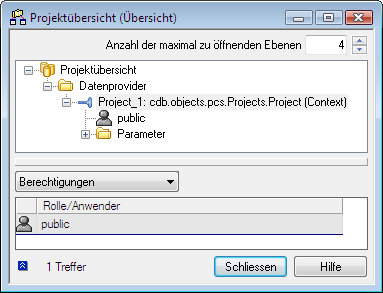 Projektübersicht (Übersicht)
Anzahl der maximal zu öffnenden Ebenen 4
Projektübersicht
Datenprovider
Project_1: cdb.objects.pcs.Projects.Project (Context)
public
Parameter
Berechtigungen
Rolle/Anwender
public
1 Treffer Schliessen Hilfe